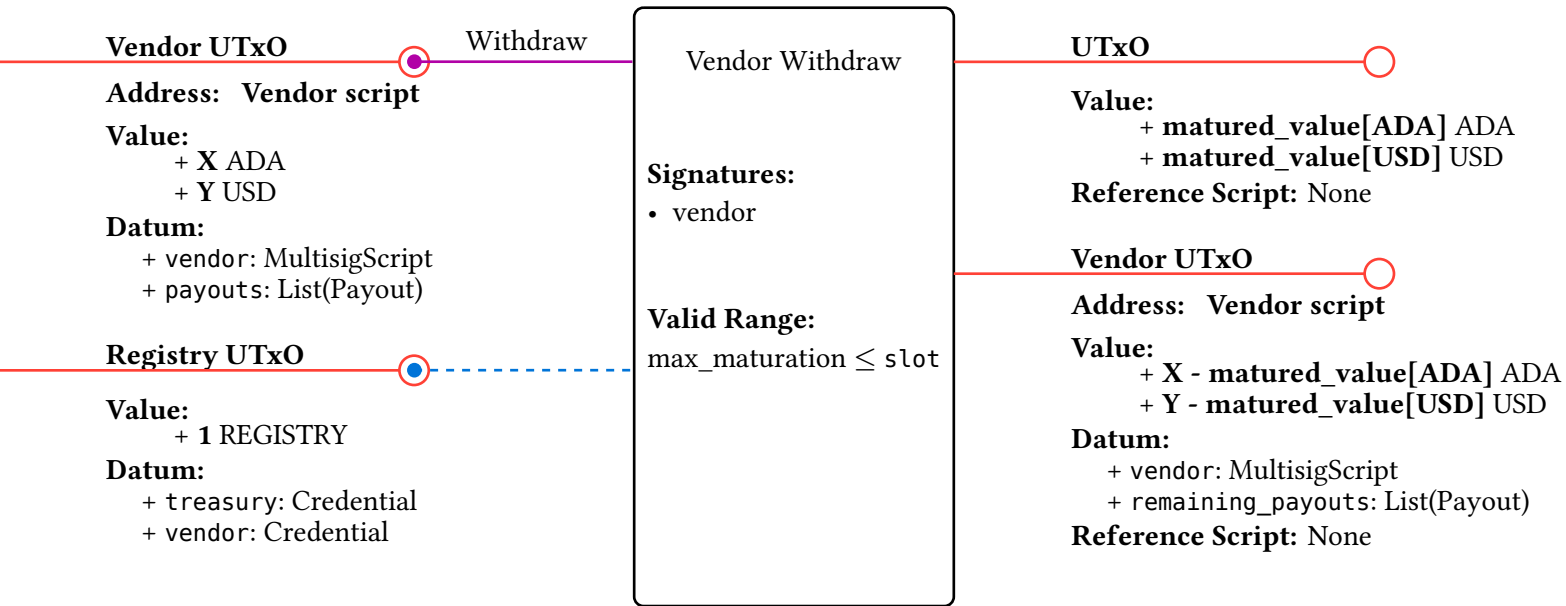 Vendor UTxO
Withdraw
Address: Vendor script
Value:
+ X ADA
+ Y USD
Datum:
+ vendor: MultisigScript
+ payouts: List(Payout)
Registry UTxO
Value:
+ 1 REGISTRY
Datum:
+ treasury: Credential
+ vendor: Credential
Vendor Withdraw
Signatures:
• vendor
Valid Range:
max_maturation ≤ slot
UTxO
Value:
+ matured_value[ADA] ADA
+ matured_value[USD] USD
Reference Script: None
Vendor UTxO
Address: Vendor script
Value:
+ X - matured_value[ADA] ADA
+ Y - matured_value[USD] USD
Datum:
+ vendor: MultisigScript
+ remaining_payouts: List(Payout)
Reference Script: None